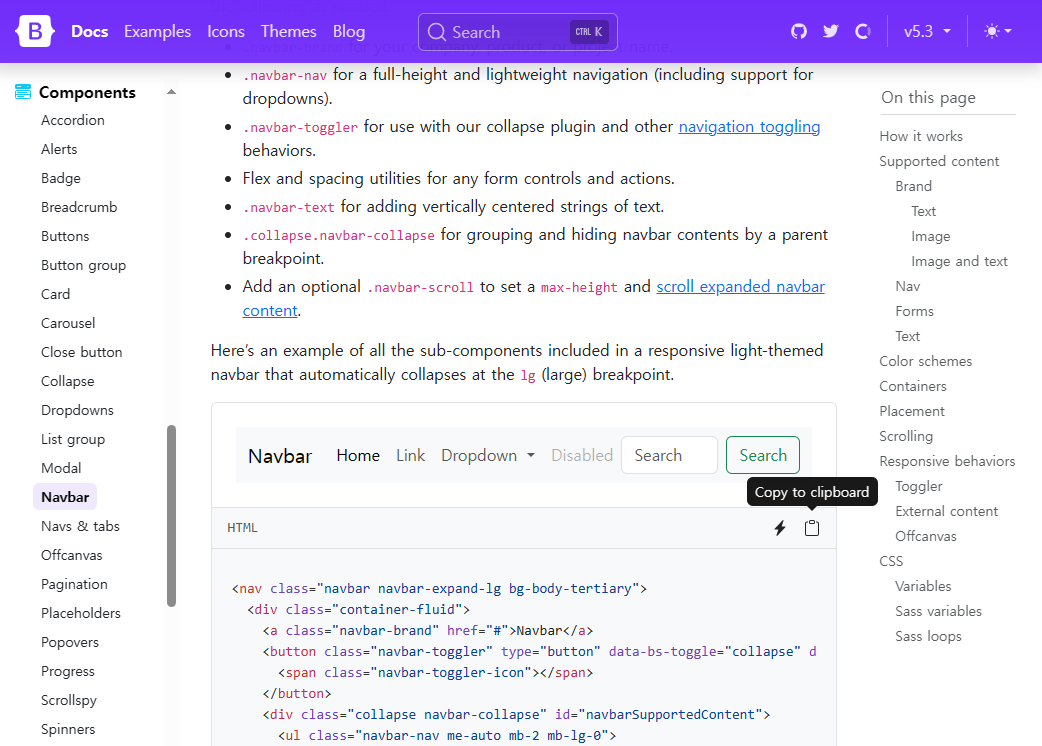 B Docs Examples Icons Themes Blog Search CTRL K v5.3
Components
Accordion
Alerts
Badge
Breadcrumb
Buttons
Button group
Card
Carousel
Close button
Collapse
Dropdowns
List group
Modal
Navbar
Navs & tabs
Offcanvas
Pagination
Placeholders
Popovers
Progress
Scrollspy
Spinners
• .navbar-nav for a full-height and lightweight navigation (including support for
dropdowns).
• .navbar-toggler for use with our collapse plugin and other navigation toggling
behaviors.
• Flex and spacing utilities for any form controls and actions.
• .navbar-text for adding vertically centered strings of text.
• .collapse.navbar-collapse for grouping and hiding navbar contents by a parent
breakpoint.
• Add an optional .navbar-scroll to set a max-height and scroll expanded navbar
content.
Here’s an example of all the sub-components included in a responsive light-themed
navbar that automatically collapses at the lg (large) breakpoint.
Navbar Home Link Dropdown Disabled Search Search
Copy to clipboard
HTML
<nav class="navbar navbar-expand-lg bg-body-tertiary">
<div class="container-fluid">
<a class="navbar-brand" href="#">Navbar</a>
<button class="navbar-toggler" type="button" data-bs-toggle="collapse" d
<span class="navbar-toggler-icon"></span>
</button>
<div class="collapse navbar-collapse" id="navbarSupportedContent">
<ul class="navbar-nav me-auto mb-2 mb-lg-0">
On this page
How it works
Supported content
Brand
Text
Image
Image and text
Nav
Forms
Text
Color schemes
Containers
Placement
Scrolling
Responsive behaviors
Toggler
External content
Offcanvas
CSS
Variables
Sass variables
Sass loops